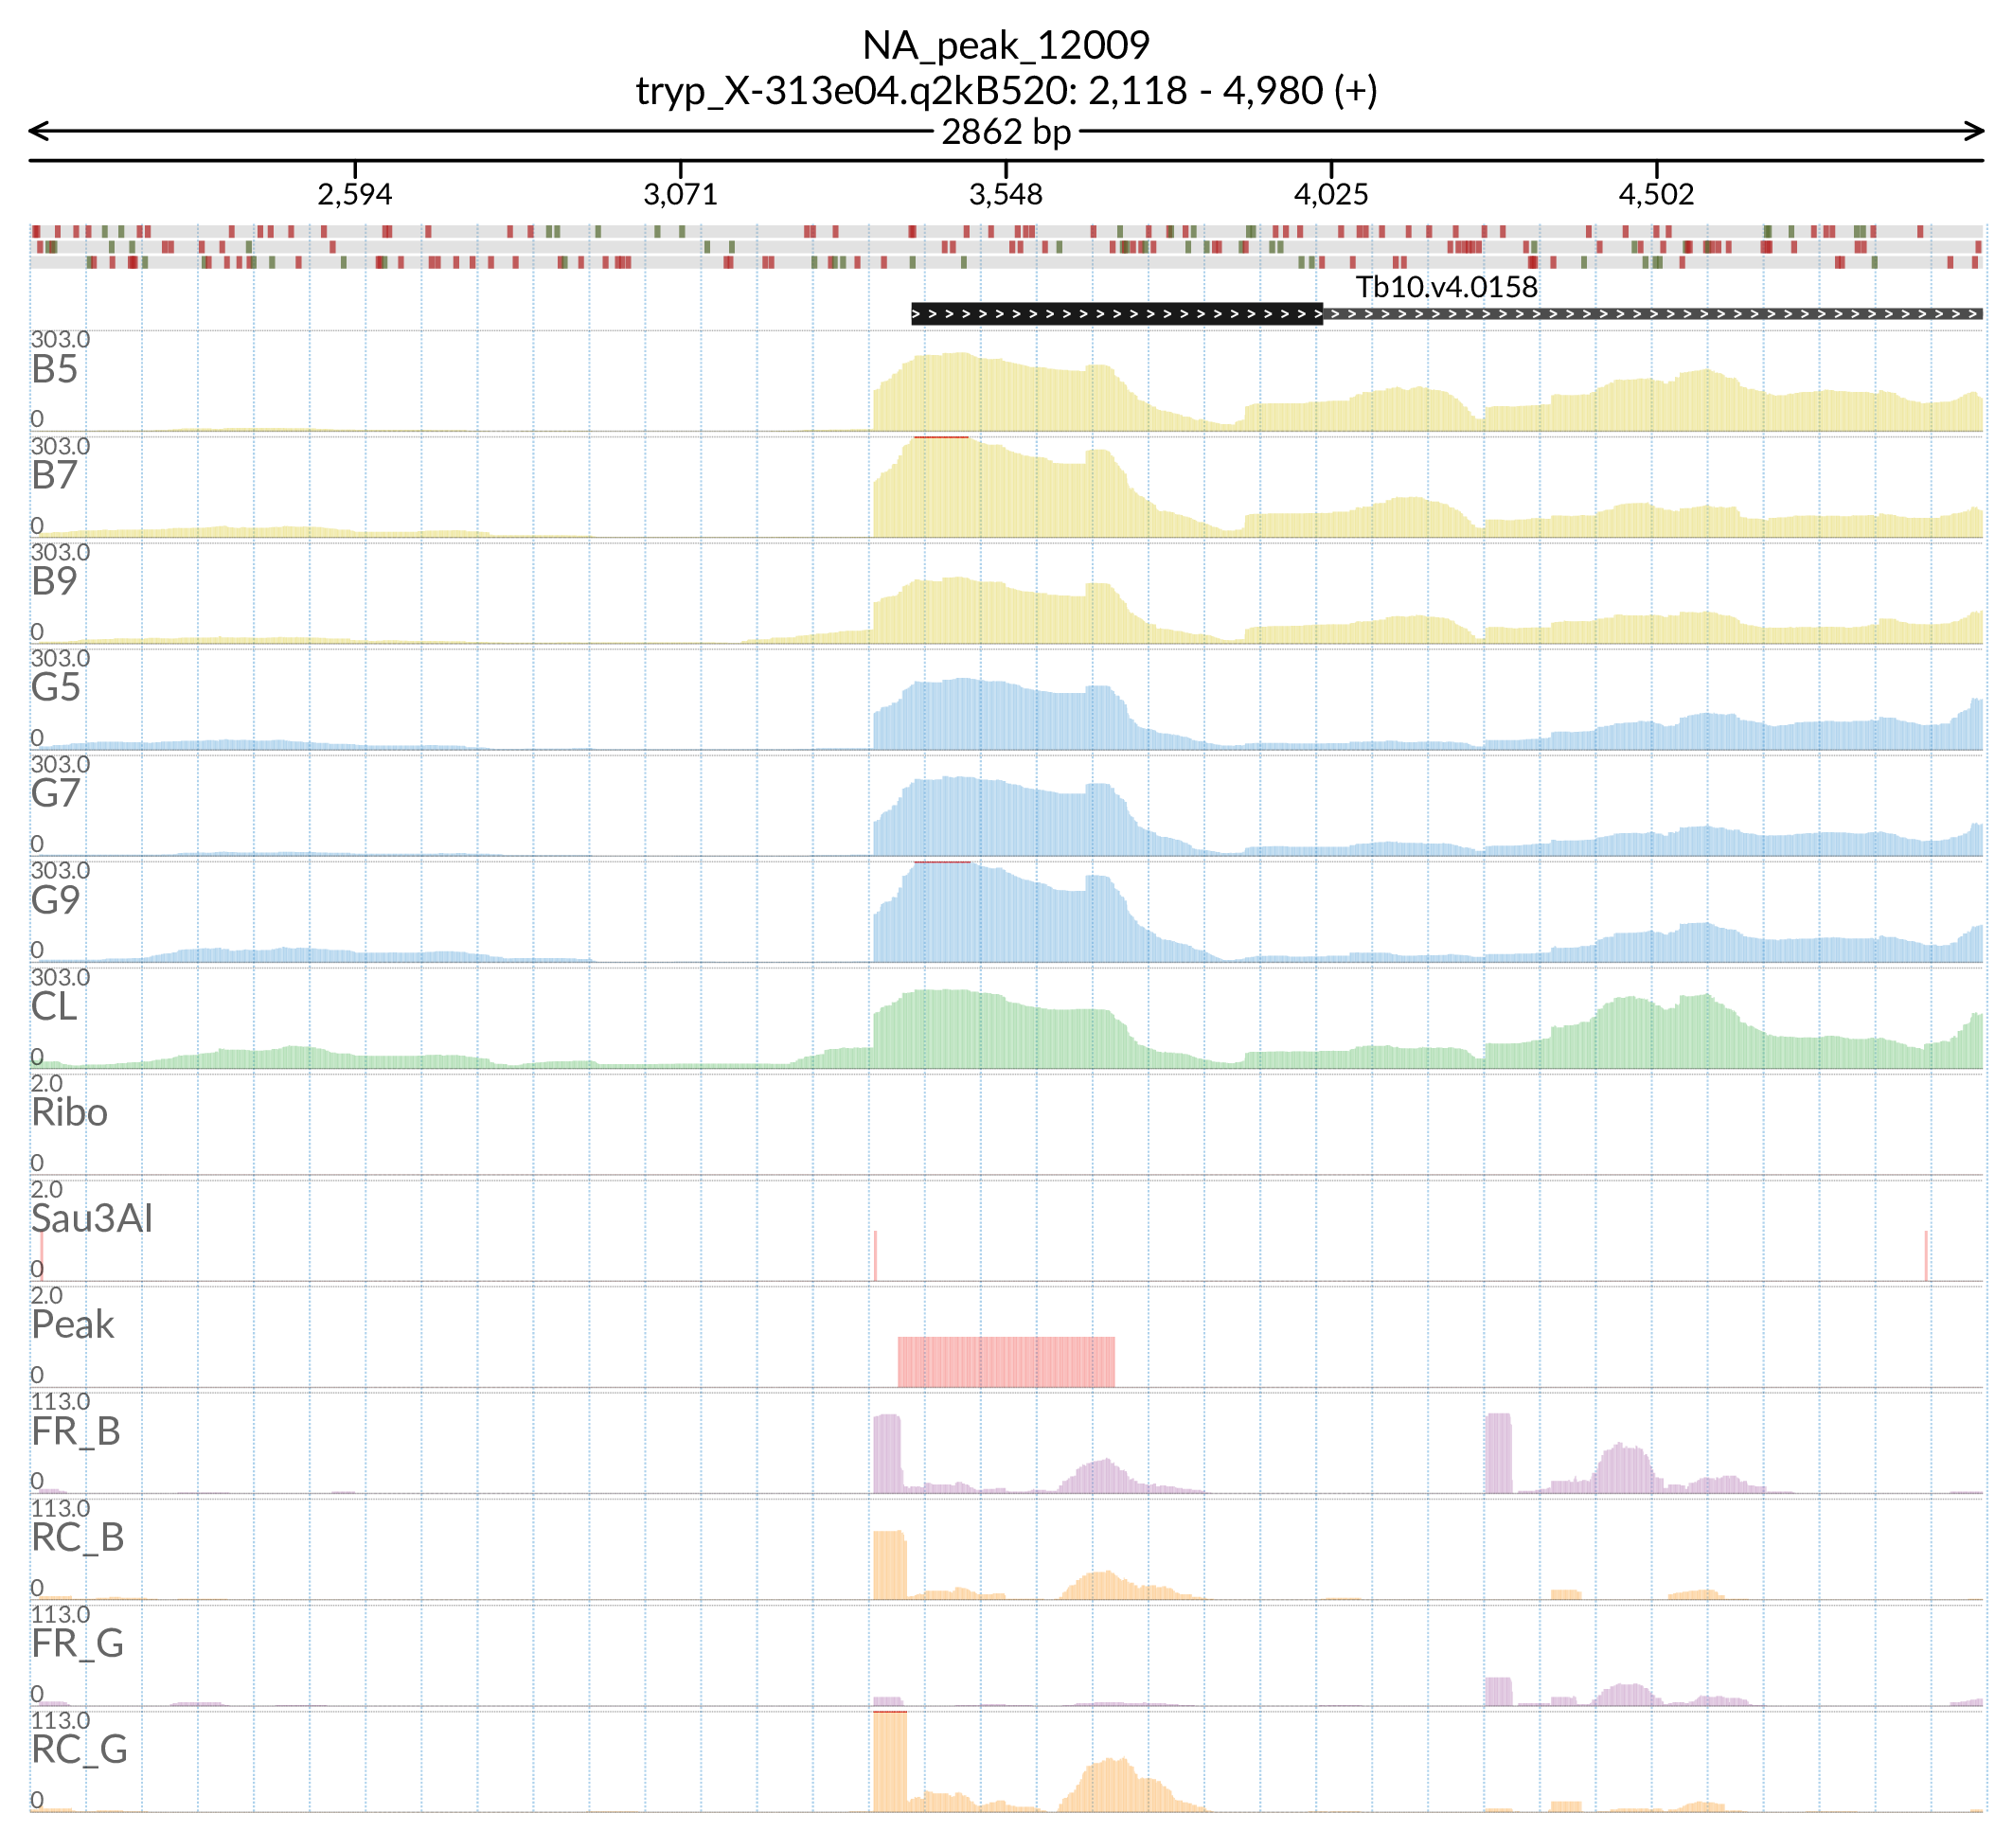 NA_peak_12009
tryp_X-313e04.q2kB520: 2,118 - 4,980 (+)
2862 bp
2,594 3,071 3,548 4,025 4,502
Tb10.v4.0158
303.0
B5
0
303.0
B7
0
303.0
B9
0
303.0
G5
0
303.0
G7
0
303.0
G9
0
303.0
CL
0
2.0
Ribo
0
2.0
Sau3AI
0
2.0
Peak
0
113.0
FR_B
0
113.0
RC_B
0
113.0
FR_G
0
113.0
RC_G
0